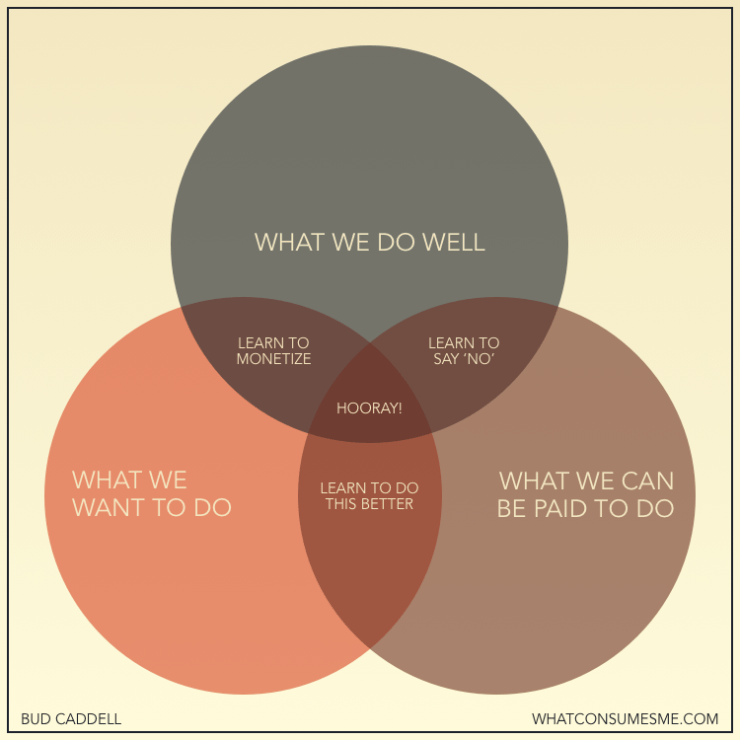 WHAT WE DO WELL
LEARN TO
MONETIZE
LEARN TO
SAY ‘NO’
HOORAY!
WHAT WE
WANT TO DO
LEARN TO DO
THIS BETTER
WHAT WE CAN
BE PAID TO DO
BUD CADDELL
WHATCONSUMESME.COM